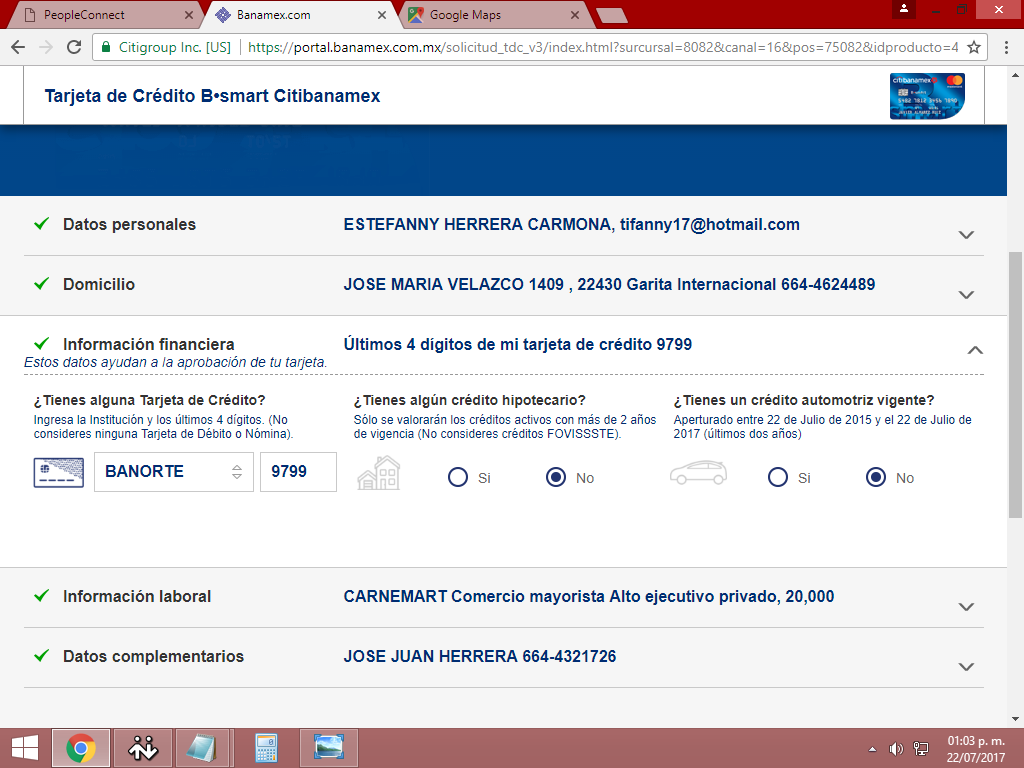 PeopleConnect
Banamex.com
Google Maps
Citigroup Inc. [US] https://portal.banamex.com.mx/solicitud_tdc_v3/index.html?surcursal=8082&canal=16&pos=75082&idproducto=4
Tarjeta de Crédito B•smart Citibanamex
citibanamex
Datos personales ESTEFANNY HERRERA CARMONA, tifanny17@hotmail.com
Domicilio JOSE MARIA VELAZCO 1409 , 22430 Garita Internacional 664-4624489
Información financiera Últimos 4 dígitos de mi tarjeta de crédito 9799
Estos datos ayudan a la aprobación de tu tarjeta.
¿Tienes alguna Tarjeta de Crédito?
Ingresa la Institución y los últimos 4 dígitos. (No
consideres ninguna Tarjeta de Débito o Nómina).
BANORTE 9799
¿Tienes algún crédito hipotecario?
Sólo se valorarán los créditos activos con más de 2 años
de vigencia (No consideres créditos FOVISSSTE).
Si No
¿Tienes un crédito automotriz vigente?
Aperturado entre 22 de Julio de 2015 y el 22 de Julio de
2017 (últimos dos años)
Si No
Información laboral CARNEMART Comercio mayorista Alto ejecutivo privado, 20,000
Datos complementarios JOSE JUAN HERRERA 664-4321726
01:03 p. m.
22/07/2017